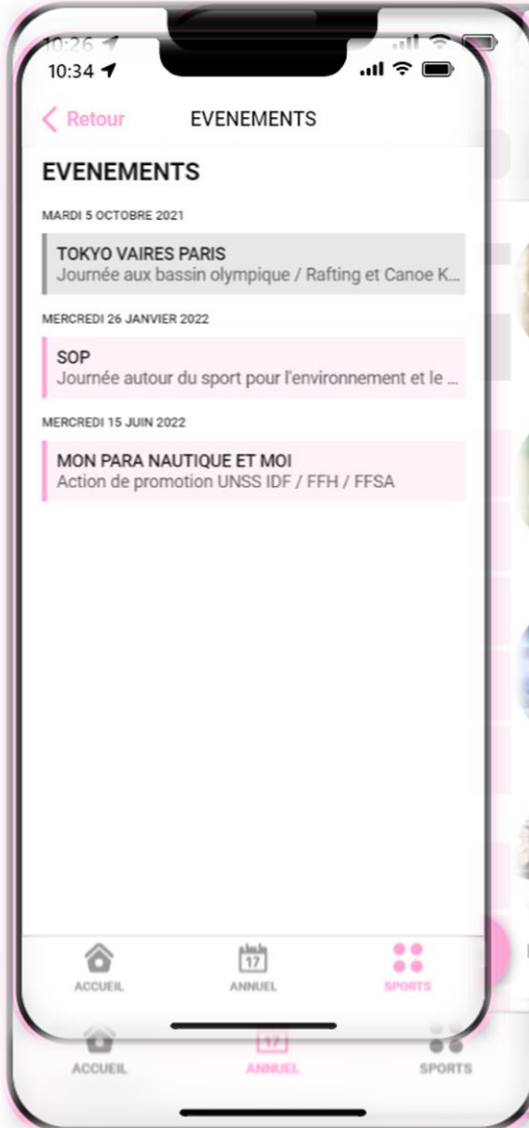 10:26
10:34
Retour EVENEMENTS
EVENEMENTS
MARDI 5 OCTOBRE 2021
TOKYO VAIRES PARIS
Journée aux bassin olympique / Rafting et Canoe K...
MERCREDI 26 JANVIER 2022
SOP
Journée autour du sport pour l'environnement et le ...
MERCREDI 15 JUIN 2022
MON PARA NAUTIQUE ET MOI
Action de promotion UNSS IDF / FFH / FFSA
17
ACCUEIL ANNUEL SPORTS
17
ACCUEIL ANNUEL SPORTS